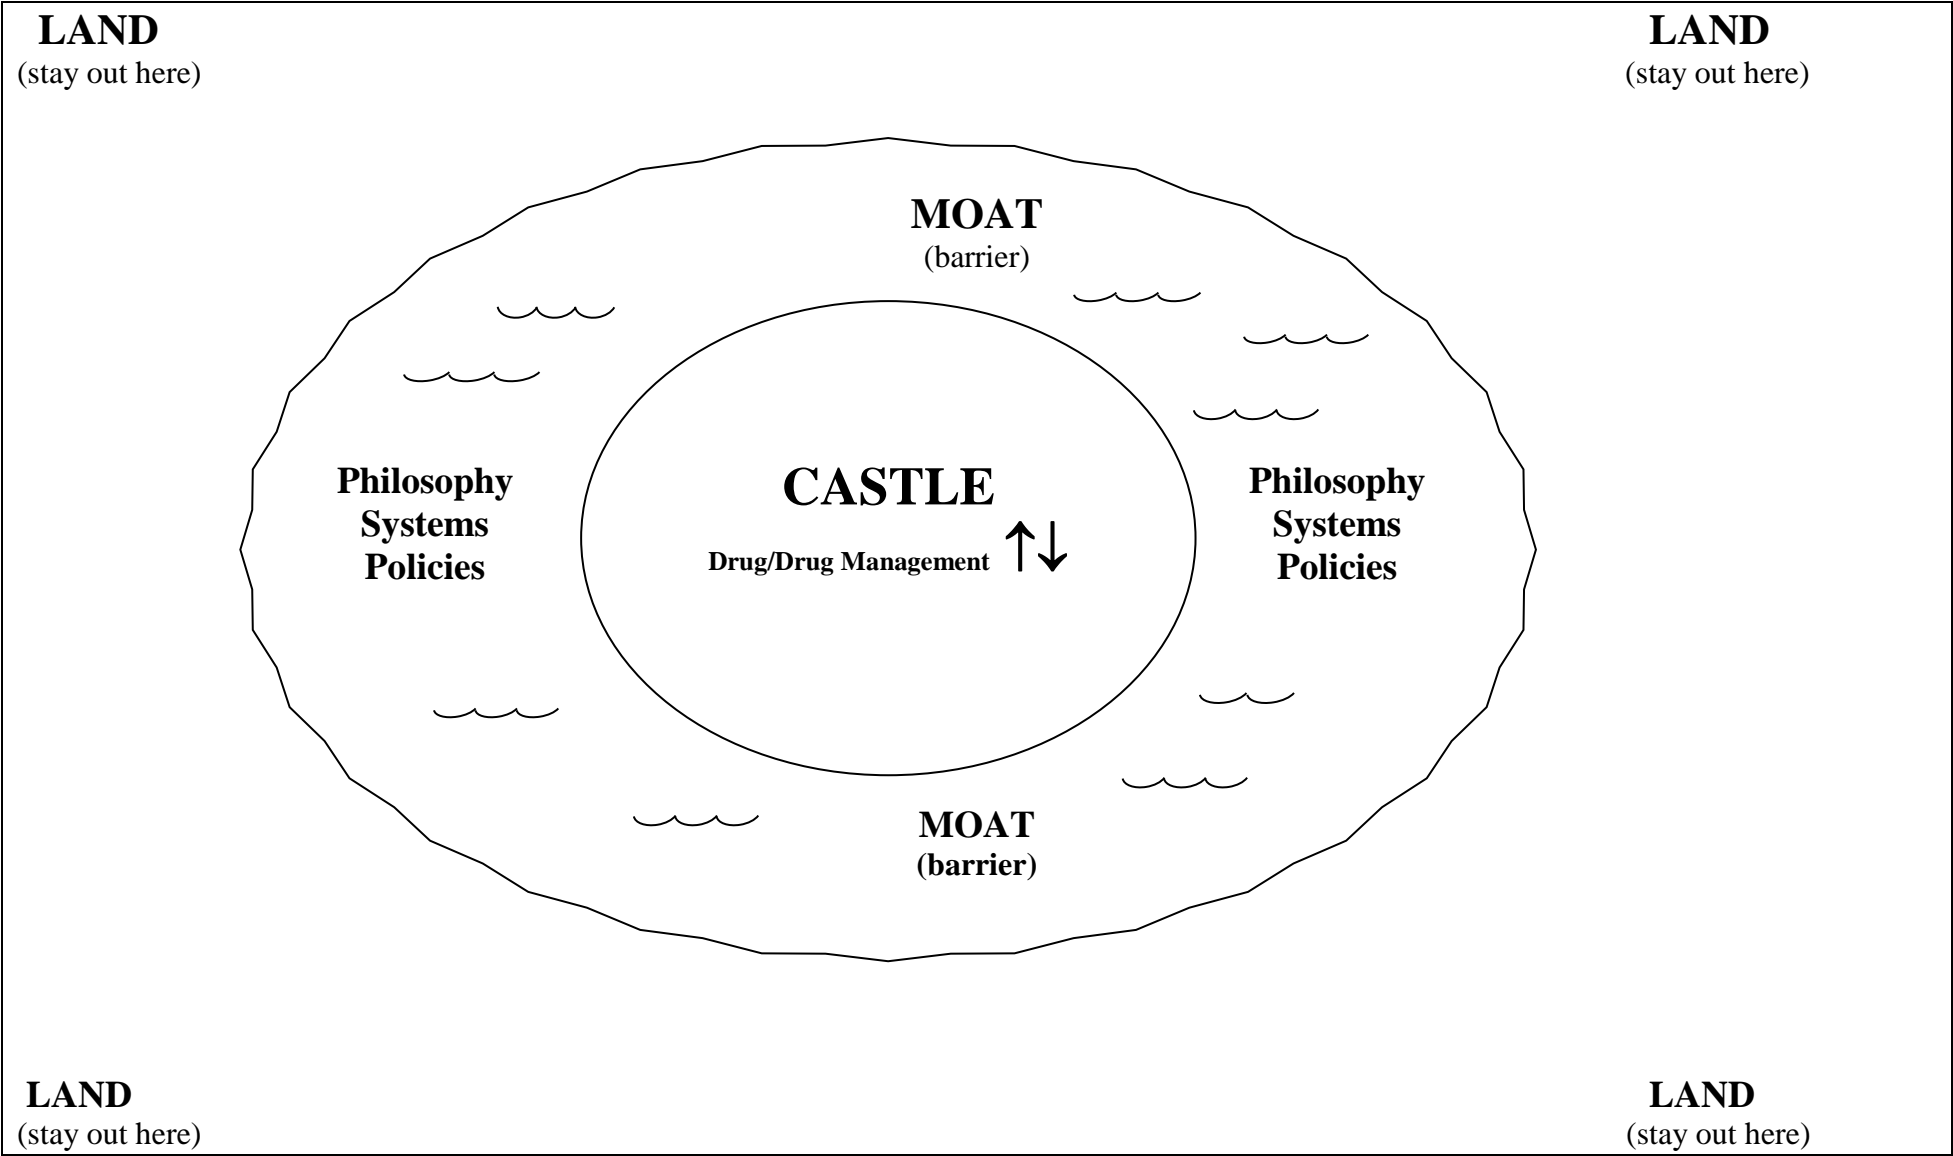 LAND
(stay out here)
LAND
(stay out here)
MOAT
(barrier)
Philosophy
Systems
Policies
CASTLE
Drug/Drug Management ↑↓
Philosophy
Systems
Policies
MOAT
(barrier)
LAND
(stay out here)
LAND
(stay out here)